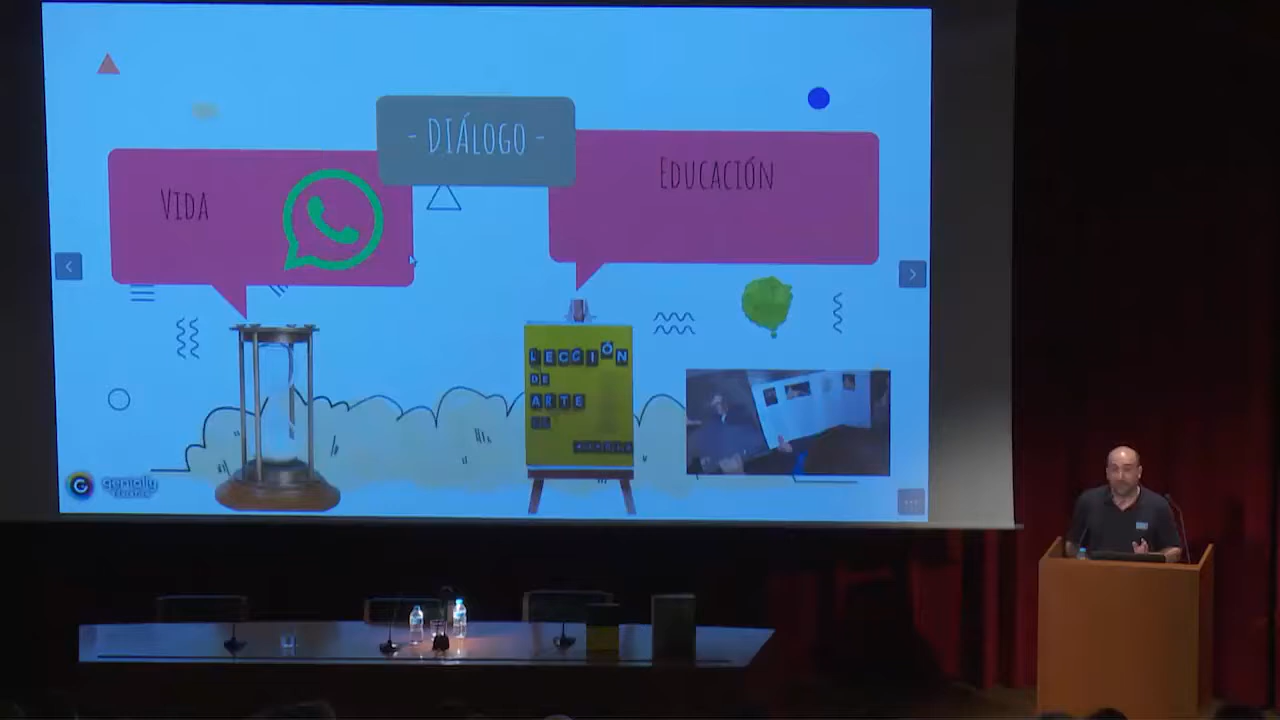 - DIÁLOGO -
VIDA
EDUCACIÓN
LECCIÓN
DE
ARTE
genially